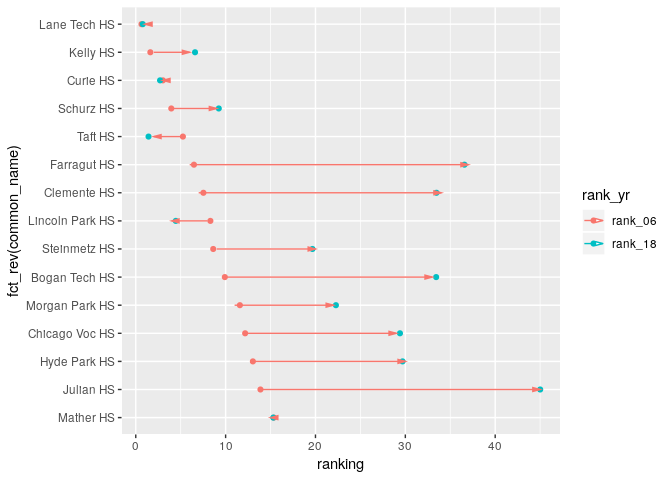 Lane Tech HS
Kelly HS
Curie HS
Schurz HS
Taft HS
Farragut HS
Clemente HS
Lincoln Park HS
Steinmetz HS
Bogan Tech HS
Morgan Park HS
Chicago Voc HS
Hyde Park HS
Julian HS
Mather HS
fct_rev(common_name)
0 10 20 30 40
ranking
rank_yr
rank_06
rank_18